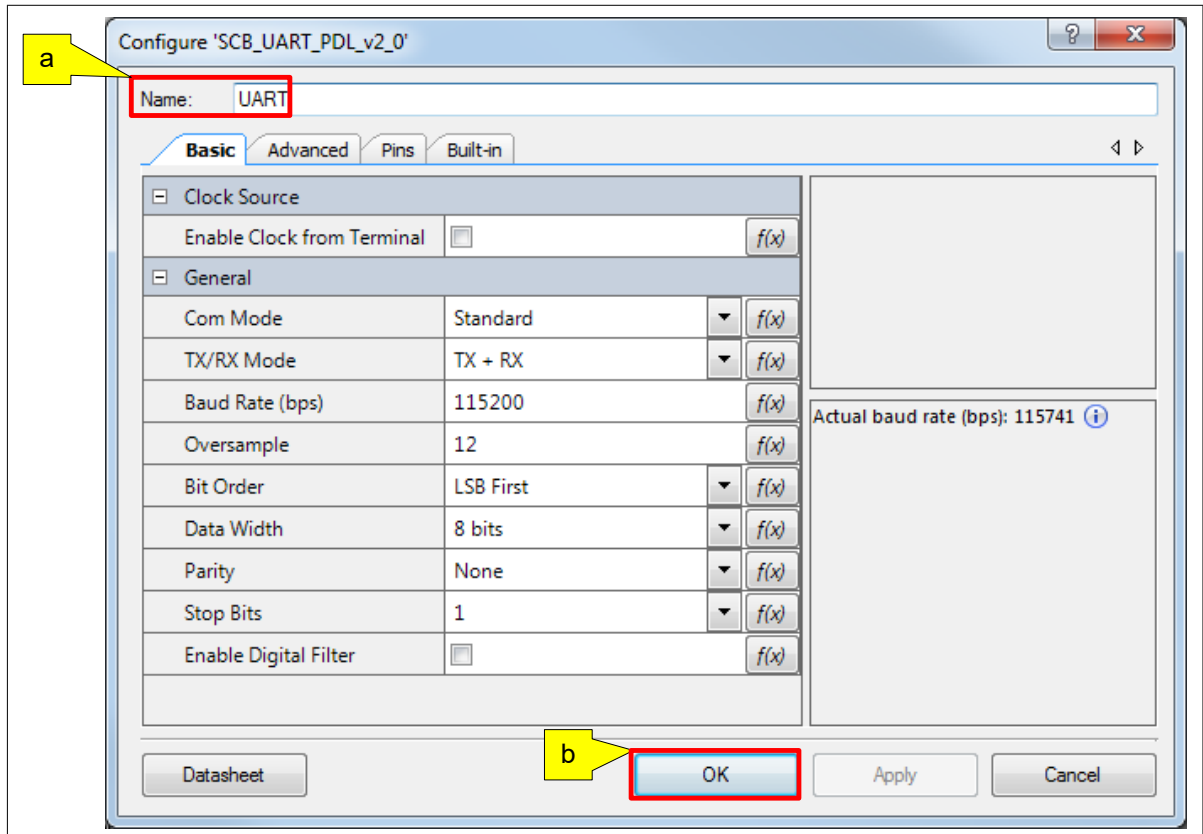 Configure 'SCB_UART_PDL_v2_0'
?
X
a
Name: UART
Basic Advanced Pins Built-in
Clock Source
Enable Clock from Terminal f(x)
General
Com Mode Standard f(x)
TX/RX Mode TX + RX f(x)
Baud Rate (bps) 115200 f(x)
Actual baud rate (bps): 115741 i
Oversample 12 f(x)
Bit Order LSB First f(x)
Data Width 8 bits f(x)
Parity None f(x)
Stop Bits 1 f(x)
Enable Digital Filter f(x)
b
Datasheet OK Apply Cancel